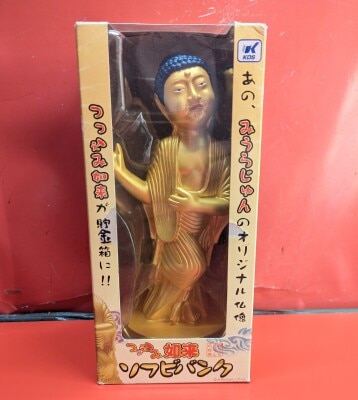 KDS
あの、みうらじゅんのオリジナル仏像
つっこみ如来が貯金箱に!!
つっこみ如来
ソフビバンク